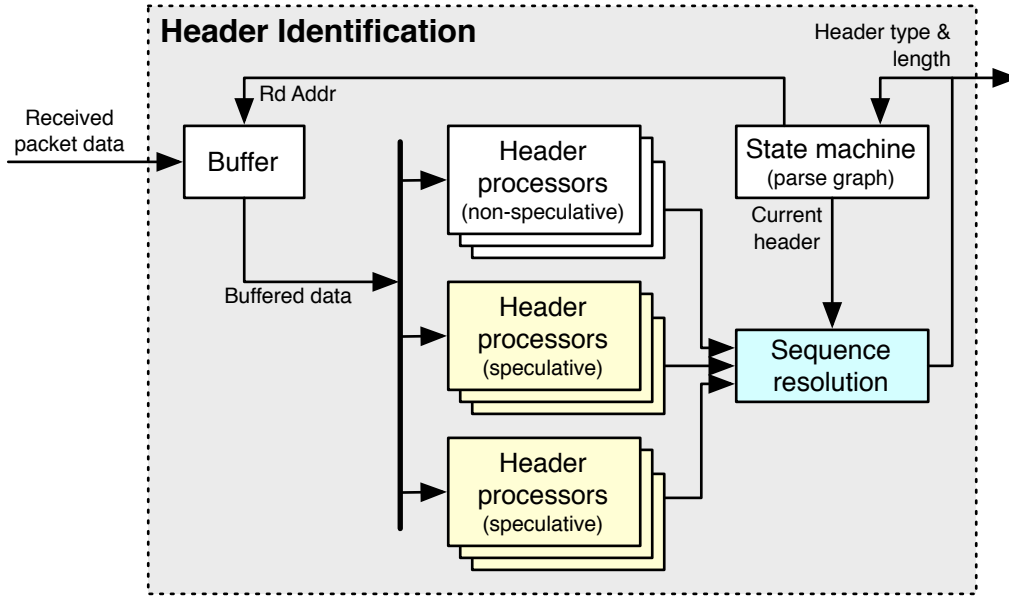 Header Identification
Header type &
length
Rd Addr
Received
packet data
Buffer
Header
processors
(non-speculative)
State machine
(parse graph)
Current
header
Buffered data
Header
processors
(speculative)
Sequence
resolution
Header
processors
(speculative)